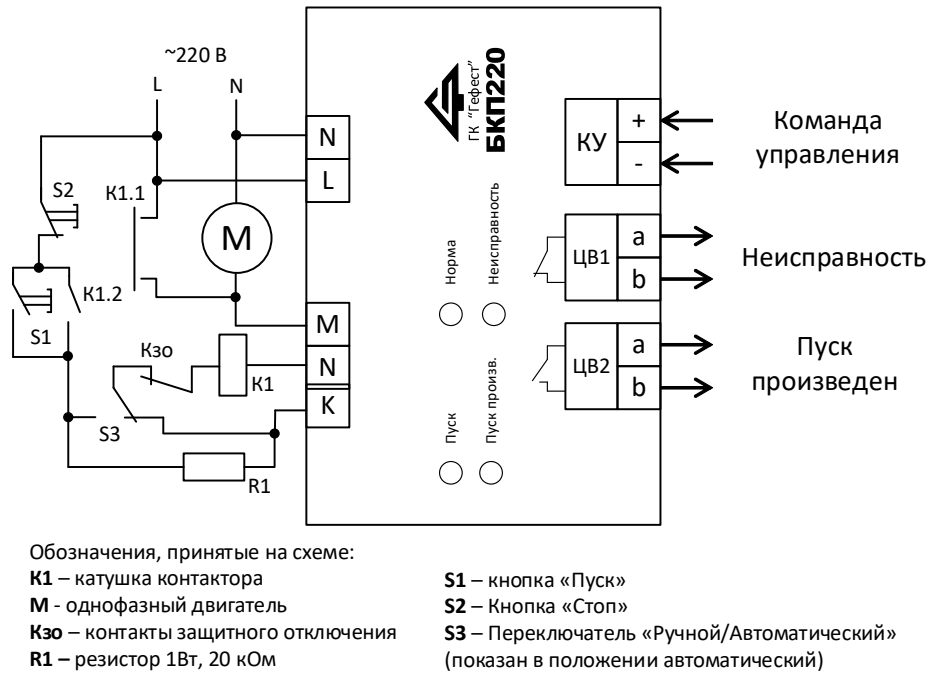 ~220 В
L
N
S2
К1.1
M
К1.2
S1
Кзо
К1
S3
R1
N
L
M
N
K
ГК "Гефест"
БКП220
Норма
Неисправность
Пуск
Пуск произв.
КУ
+
-
Команда
управления
ЦВ1
a
b
Неисправность
ЦВ2
a
b
Пуск
произведен
Обозначения, принятые на схеме:
К1 – катушка контактора
М - однофазный двигатель
Кзо – контакты защитного отключения
R1 – резистор 1Вт, 20 кОм
S1 – кнопка «Пуск»
S2 – Кнопка «Стоп»
S3 – Переключатель «Ручной/Автоматический»
(показан в положении автоматический)